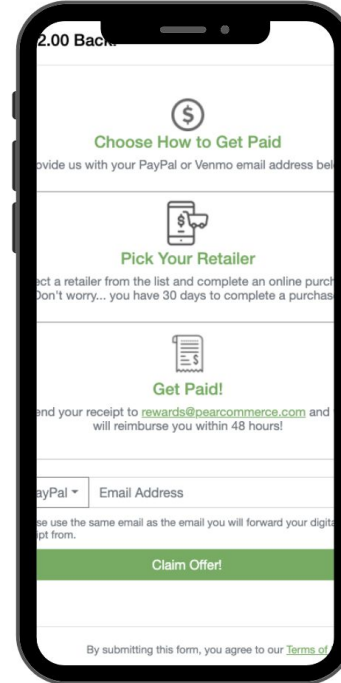 2.00 Back!
Choose How to Get Paid
ovide us with your PayPal or Venmo email address bel
Pick Your Retailer
ect a retailer from the list and complete an online purch
Don't worry... you have 30 days to complete a purchas
Get Paid!
end your receipt to rewards@pearcommerce.com and
will reimburse you within 48 hours!
ayPal Email Address
se use the same email as the email you will forward your digita
ipt from.
Claim Offer!
By submitting this form, you agree to our Terms of